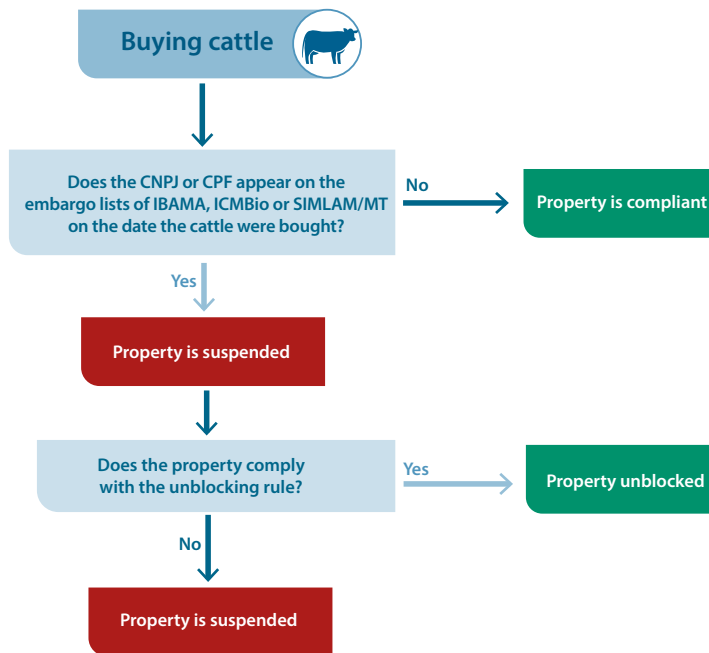 Buying cattle
Does the CNPJ or CPF appear on the
embargo lists of IBAMA, ICMBio or SIMLAM/MT
on the date the cattle were bought?
No
Property is compliant
Yes
Property is suspended
Does the property comply
with the unblocking rule?
Yes
Property unblocked
No
Property is suspended